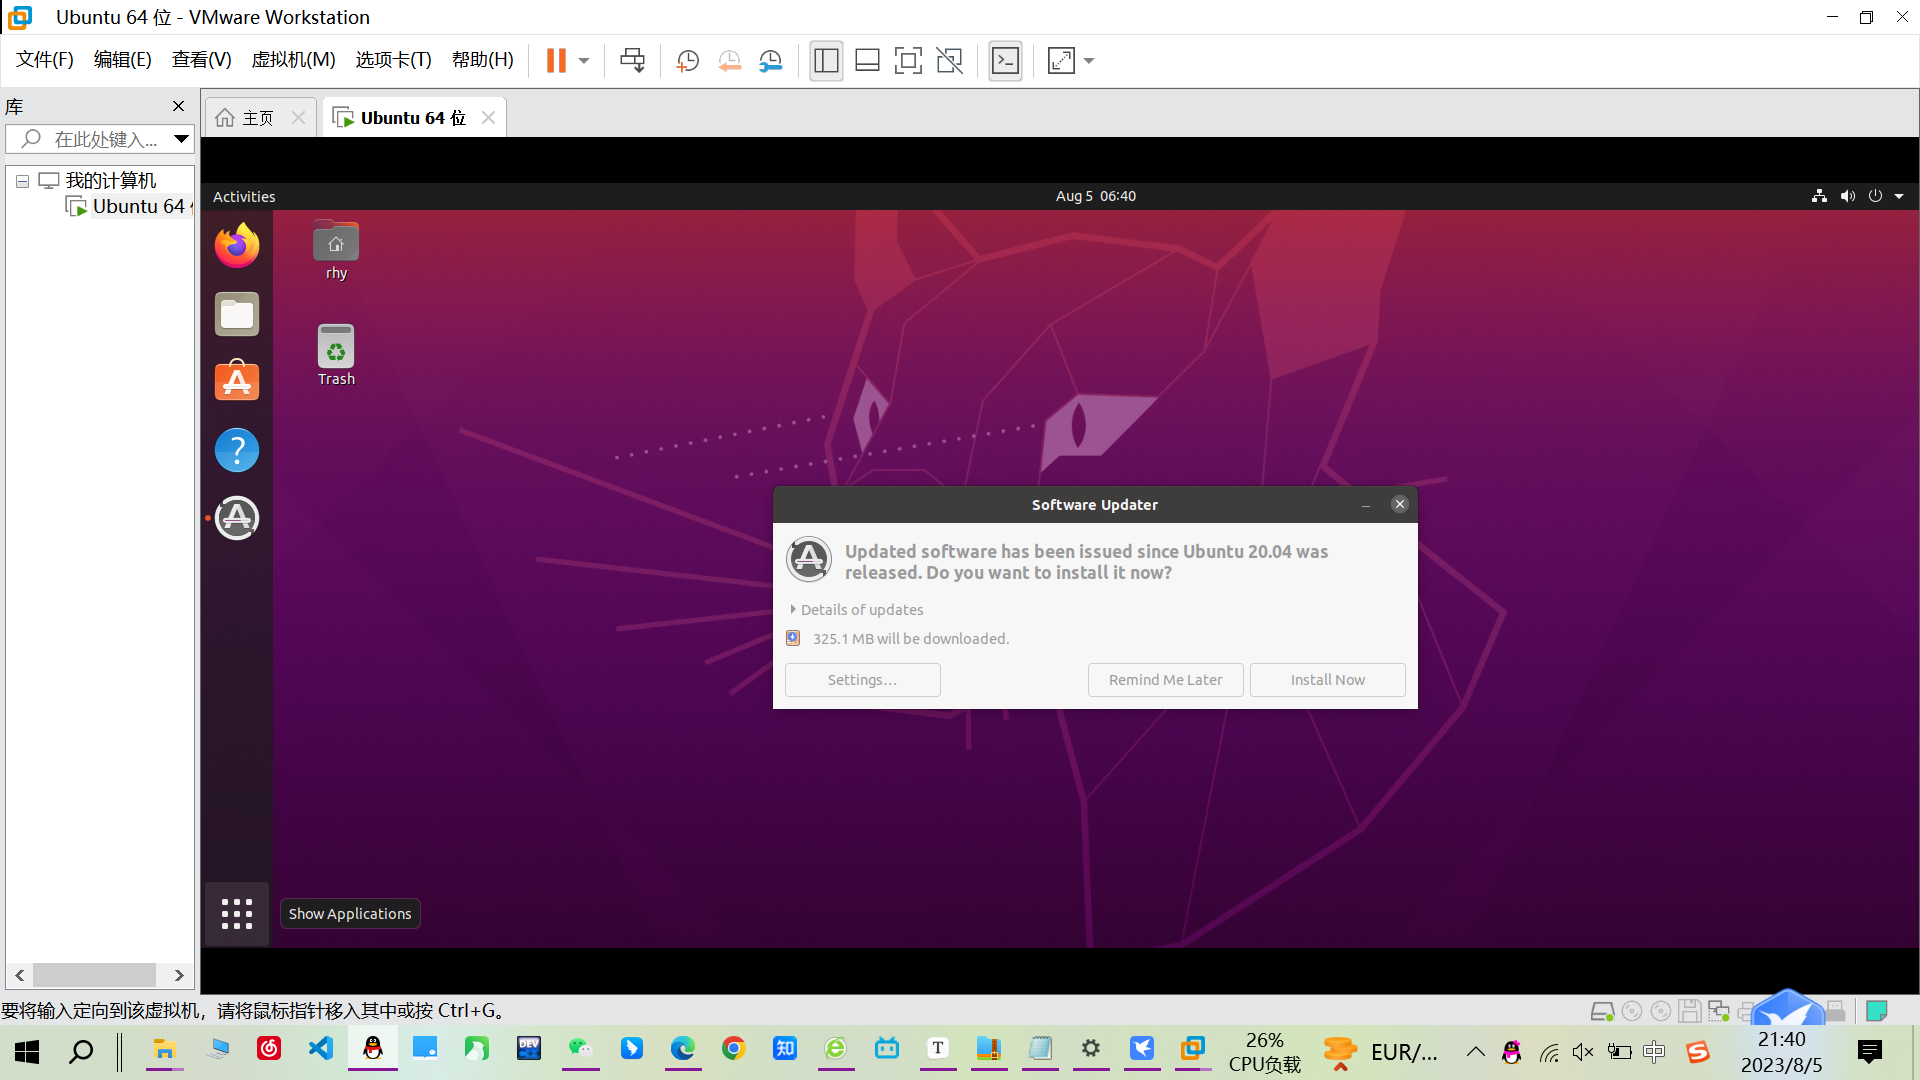 Ubuntu 64 位 - VMware Workstation
文件(F) 编辑(E) 查看(V) 虚拟机(M) 选项卡(T) 帮助(H)
库
主页
Ubuntu 64 位
在此处键入...
我的计算机
Ubuntu 64
Activities
Aug 5 06:40
rhy
Trash
Software Updater
Updated software has been issued since Ubuntu 20.04 was
released. Do you want to install it now?
Details of updates
325.1 MB will be downloaded.
Settings...
Remind Me Later
Install Now
Show Applications
要将输入定向到该虚拟机，请将鼠标指针移入其中或按 Ctrl+G。
DEV
知
T
26%
CPU负载
EUR/...
中
21:40
2023/8/5